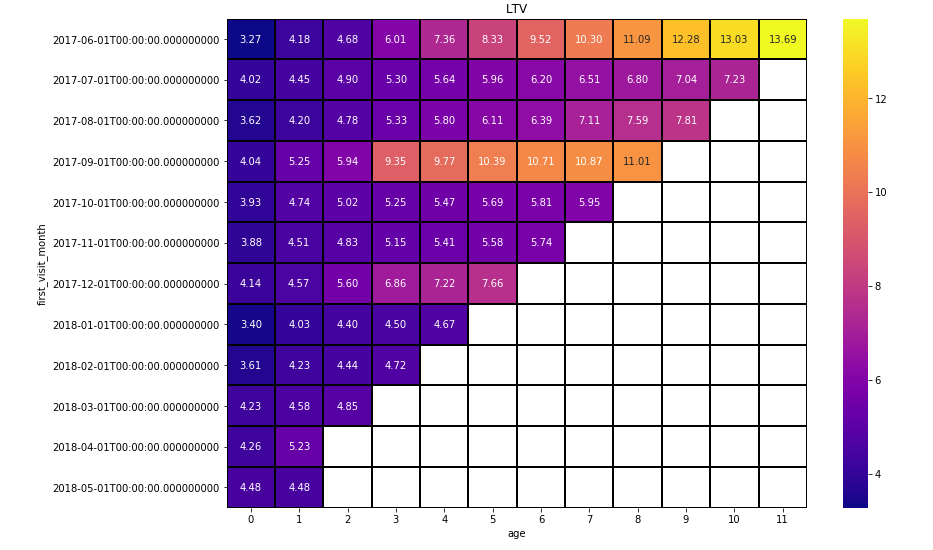 LTV
first_visit_month
2017-06-01T00:00:00.000000000 3.27 4.18 4.68 6.01 7.36 8.33 9.52 10.30 11.09 12.28 13.03 13.69
2017-07-01T00:00:00.000000000 4.02 4.45 4.90 5.30 5.64 5.96 6.20 6.51 6.80 7.04 7.23
2017-08-01T00:00:00.000000000 3.62 4.20 4.78 5.33 5.80 6.11 6.39 7.11 7.59 7.81
2017-09-01T00:00:00.000000000 4.04 5.25 5.94 9.35 9.77 10.39 10.71 10.87 11.01
2017-10-01T00:00:00.000000000 3.93 4.74 5.02 5.25 5.47 5.69 5.81 5.95
2017-11-01T00:00:00.000000000 3.88 4.51 4.83 5.15 5.41 5.58 5.74
2017-12-01T00:00:00.000000000 4.14 4.57 5.60 6.86 7.22 7.66
2018-01-01T00:00:00.000000000 3.40 4.03 4.40 4.50 4.67
2018-02-01T00:00:00.000000000 3.61 4.23 4.44 4.72
2018-03-01T00:00:00.000000000 4.23 4.58 4.85
2018-04-01T00:00:00.000000000 4.26 5.23
2018-05-01T00:00:00.000000000 4.48 4.48
0 1 2 3 4 5 6 7 8 9 10 11
age
12
10
8
6
4